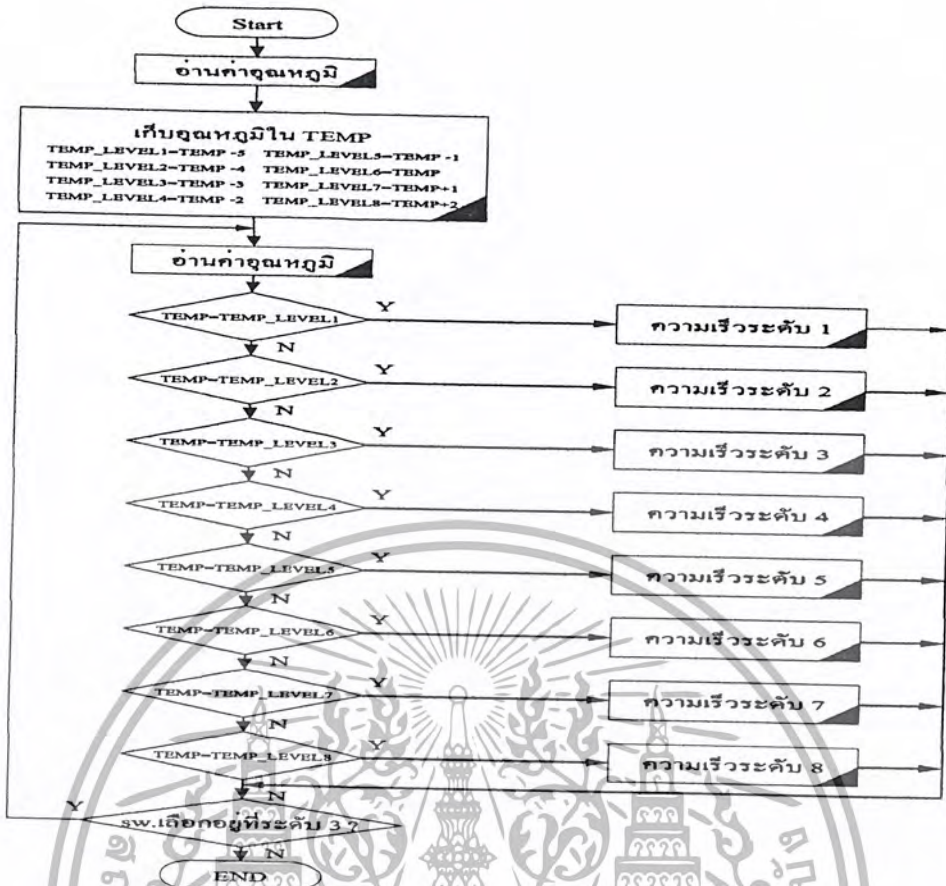 Start
อ่านค่าอุณหภูมิ
เก็บอุณหภูมิใน TEMP
TEMP_LEVEL1=TEMP -5 TEMP_LEVEL5=TEMP -1
TEMP_LEVEL2=TEMP -4 TEMP_LEVEL6=TEMP
TEMP_LEVEL3=TEMP -3 TEMP_LEVEL7=TEMP+1
TEMP_LEVEL4=TEMP -2 TEMP_LEVEL8=TEMP+2
อ่านค่าอุณหภูมิ
TEMP=TEMP_LEVEL1 Y ความเร็วระดับ 1
N
TEMP=TEMP_LEVEL2 Y ความเร็วระดับ 2
N
TEMP=TEMP_LEVEL3 Y ความเร็วระดับ 3
N
TEMP=TEMP_LEVEL4 Y ความเร็วระดับ 4
N
TEMP=TEMP_LEVEL5 Y ความเร็วระดับ 5
N
TEMP=TEMP_LEVEL6 Y ความเร็วระดับ 6
N
TEMP=TEMP_LEVEL7 Y ความเร็วระดับ 7
N
TEMP=TEMP_LEVEL8 Y ความเร็วระดับ 8
N
Y sw.เลือกอยู่ที่ระดับ 3 ?
N
END